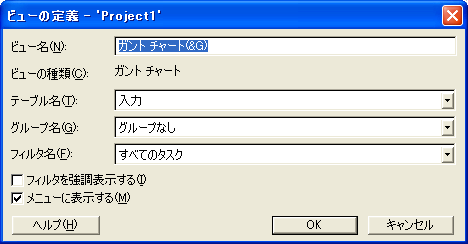 ビューの定義 - 'Project1'
ビュー名(N): ガント チャート(&G)
ビューの種類(C): ガント チャート
テーブル名(T): 入力
グループ名(G): グループなし
フィルタ名(F): すべてのタスク
フィルタを強調表示する(I)
メニューに表示する(M)
ヘルプ(H) OK キャンセル